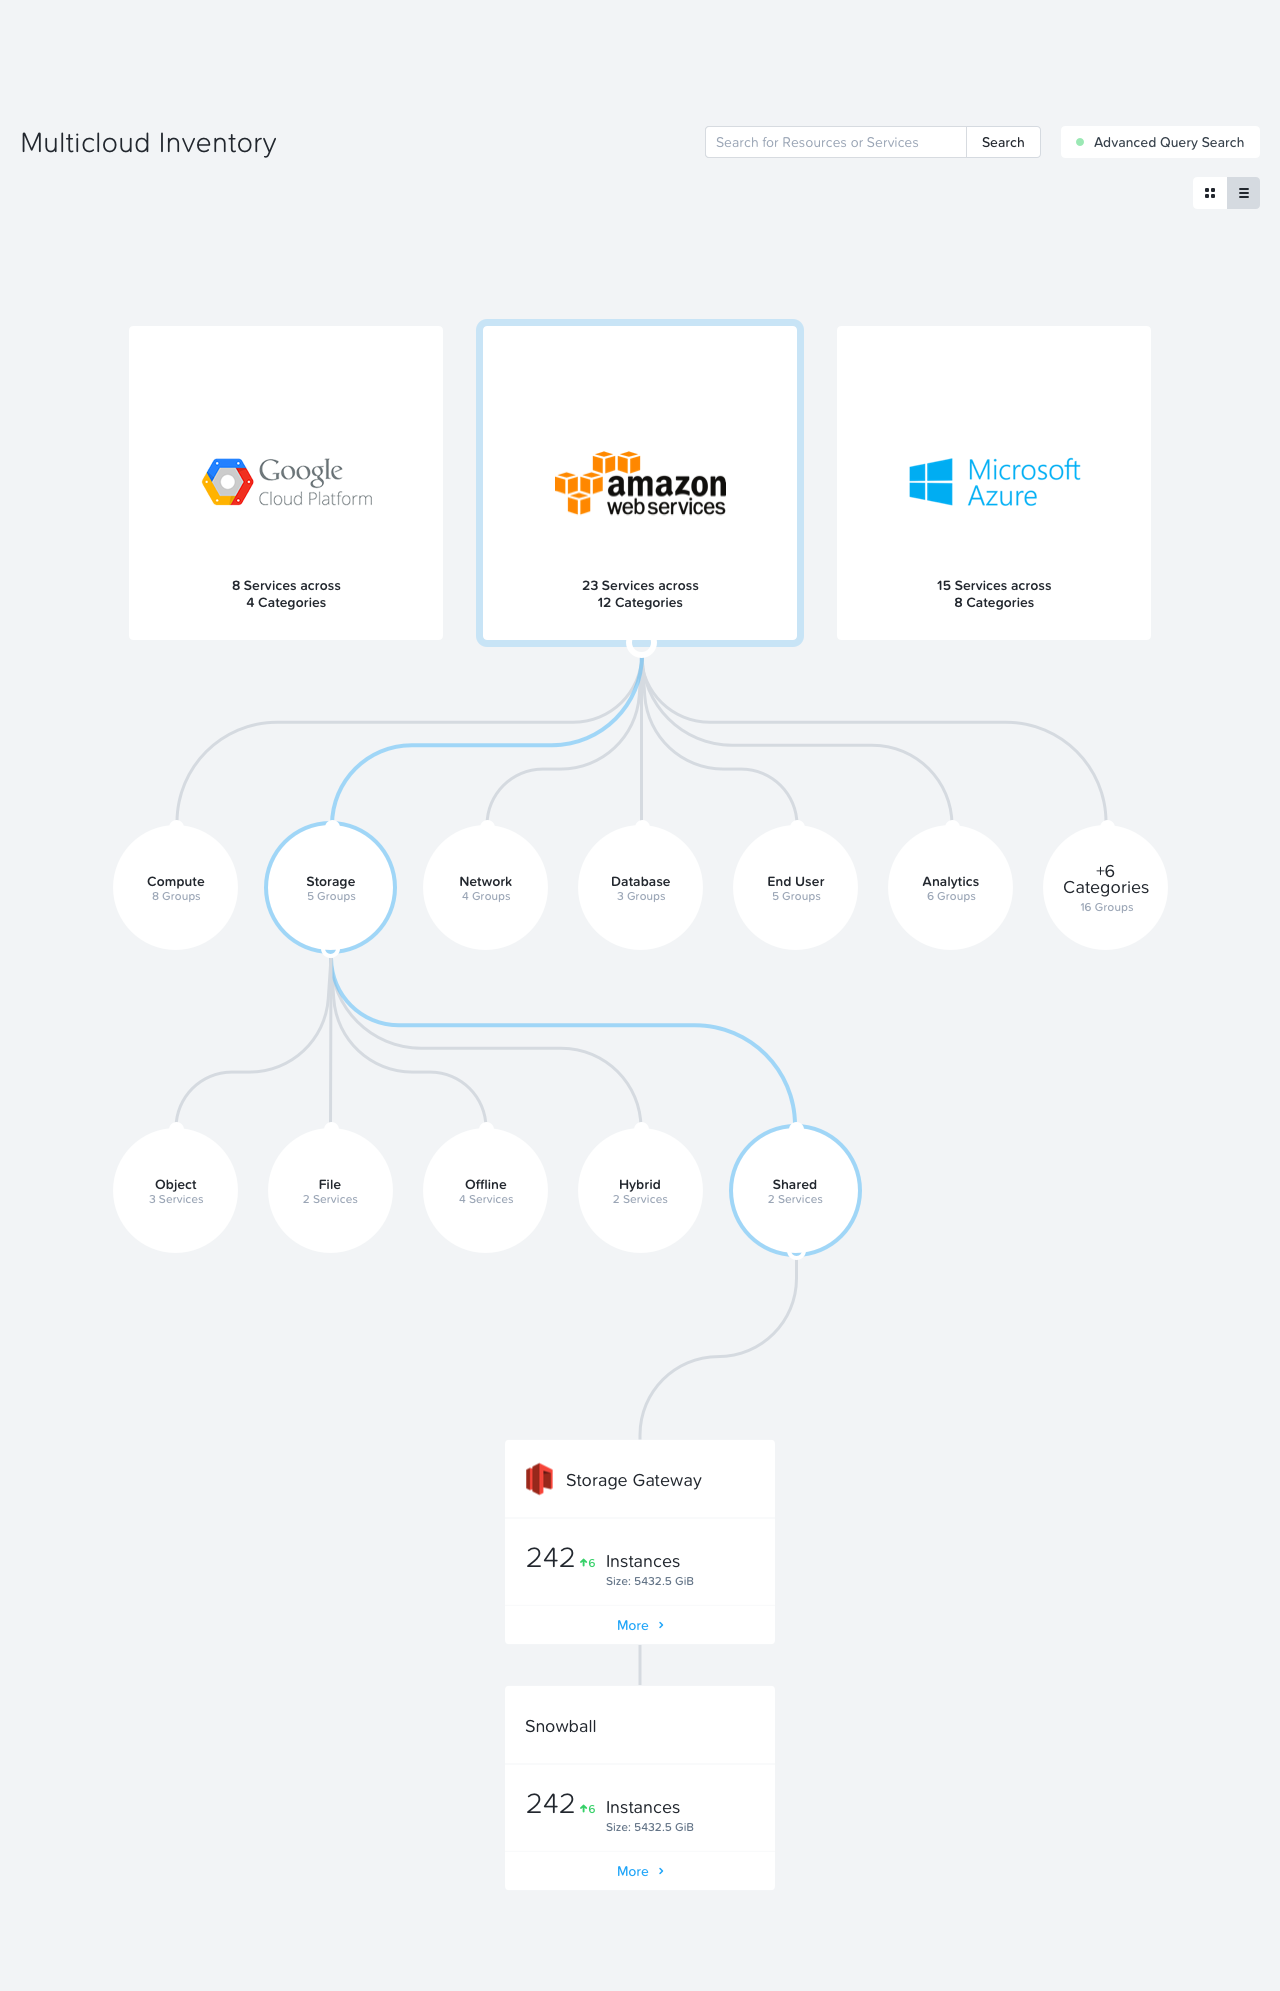 Multicloud Inventory
Search for Resources or Services
Search
Advanced Query Search
Google
Cloud Platform
8 Services across
4 Categories
amazon
web services
23 Services across
12 Categories
Microsoft
Azure
15 Services across
8 Categories
Compute
8 Groups
Storage
5 Groups
Network
4 Groups
Database
3 Groups
End User
5 Groups
Analytics
6 Groups
+6
Categories
16 Groups
Object
3 Services
File
2 Services
Offline
4 Services
Hybrid
2 Services
Shared
2 Services
Storage Gateway
242 6 Instances
Size: 5432.5 GiB
More
Snowball
242 6 Instances
Size: 5432.5 GiB
More